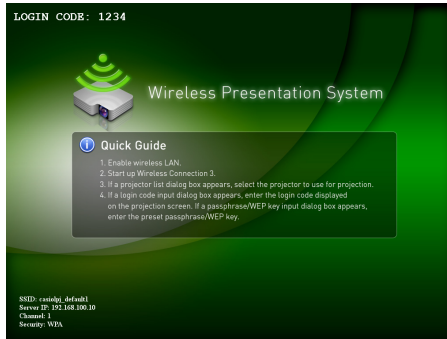 LOGIN CODE: 1234
Wireless Presentation System
Quick Guide
1. Enable wireless LAN.
2. Start up Wireless Connection 3.
3. If a projector list dialog box appears, select the projector to use for projection.
4. If a login code input dialog box appears, enter the login code displayed
on the projection screen. If a passphrase/WEP key input dialog box appears,
enter the preset passphrase/WEP key.
SSID: casiolpj_default1
Server IP: 192.168.100.10
Channel: 1
Security: WPA